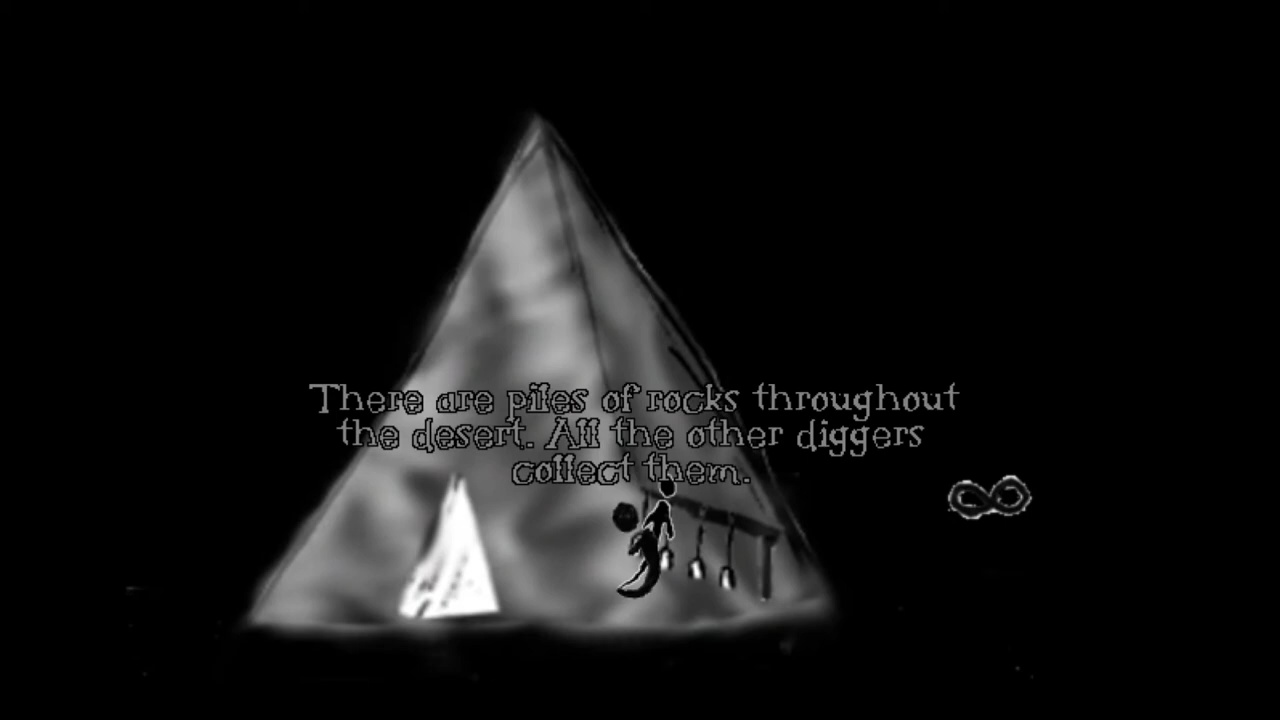 There are piles of rocks throughout
the desert. All the other diggers
collect them.